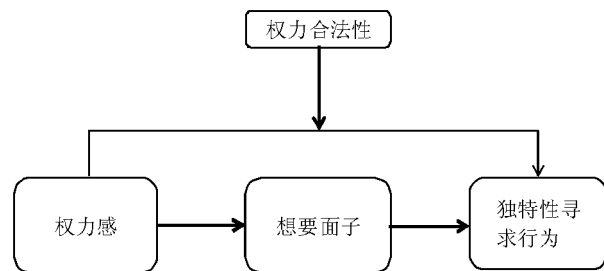 权力合法性
权力感
想要面子
独特性寻
求行为